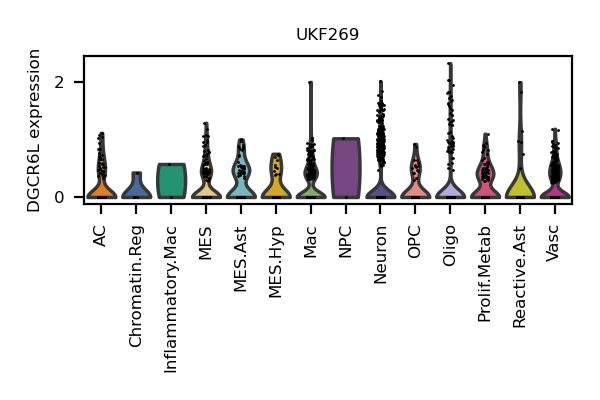 UKF269
DGCR6L expression
2
0
AC
Chromatin.Reg
Inflammatory.Mac
MES
MES.Ast
MES.Hyp
Mac
NPC
Neuron
OPC
Oligo
Prolif.Metab
Reactive.Ast
Vasc